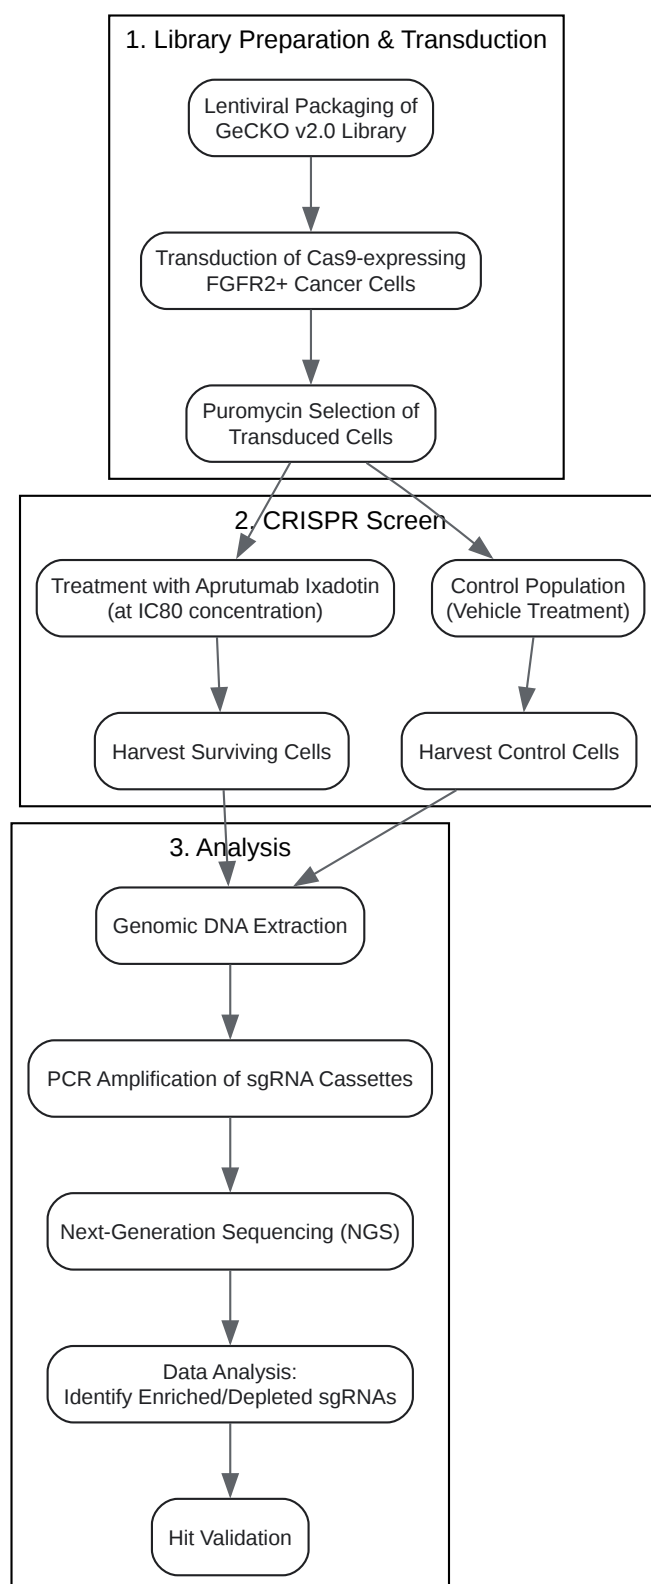 1. Library Preparation & Transduction
Lentiviral Packaging of
GeCKO v2.0 Library
Transduction of Cas9-expressing
FGFR2+ Cancer Cells
Puromycin Selection of
Transduced Cells
2. CRISPR Screen
Treatment with Aprutumab Ixadotin
(at IC80 concentration)
Control Population
(Vehicle Treatment)
Harvest Surviving Cells
Harvest Control Cells
3. Analysis
Genomic DNA Extraction
PCR Amplification of sgRNA Cassettes
Next-Generation Sequencing (NGS)
Data Analysis:
Identify Enriched/Depleted sgRNAs
Hit Validation